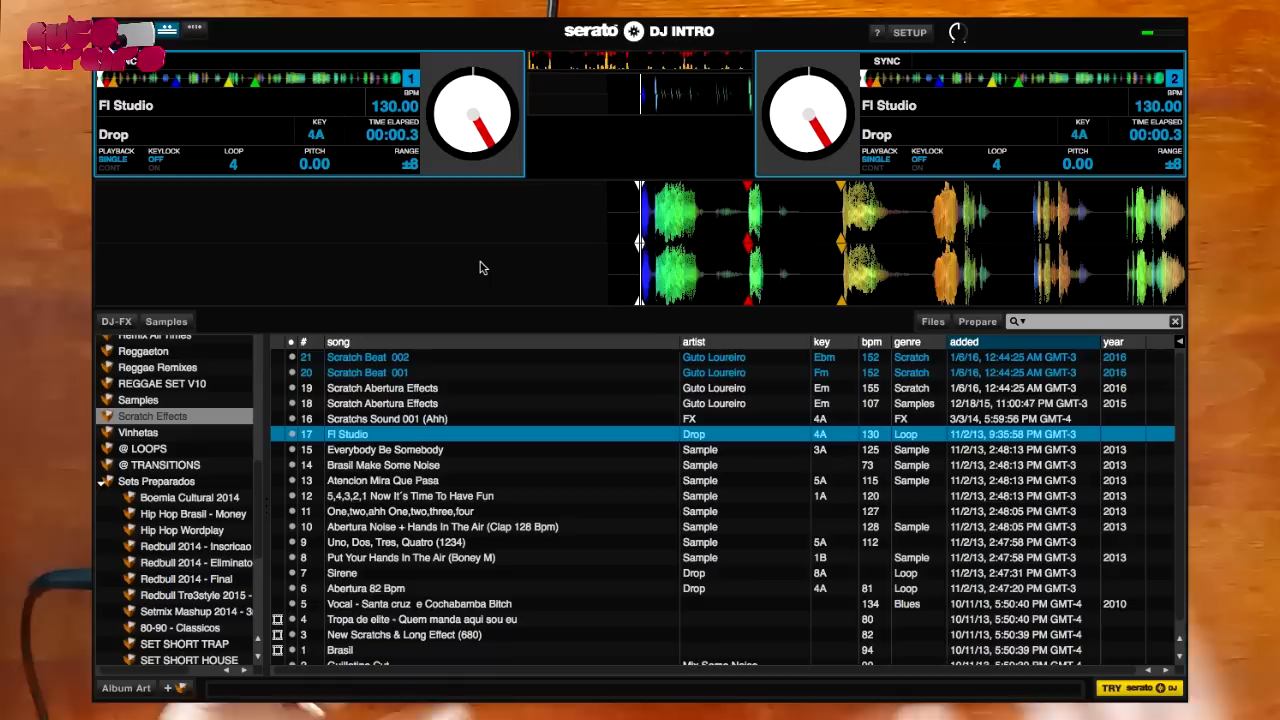 Guto
Loureiro
serato DJ INTRO
? SETUP
1
Fl Studio
BPM
130.00
Drop
KEY
4A
TIME ELAPSED
00:00.3
PLAYBACK
SINGLE
CONT
KEYLOCK
OFF
ON
LOOP
4
PITCH
0.00
RANGE
±8
SYNC
2
Fl Studio
BPM
130.00
Drop
KEY
4A
TIME ELAPSED
00:00.3
PLAYBACK
SINGLE
CONT
KEYLOCK
OFF
ON
LOOP
4
PITCH
0.00
RANGE
±8
DJ-FX Samples
Files Prepare
Remix All Times
Reggaeton
Reggae Remixes
REGGAE SET V10
Samples
Scratch Effects
Vinhetas
@ LOOPS
@ TRANSITIONS
Sets Preparados
Boemia Cultural 2014
Hip Hop Brasil - Money
Hip Hop Wordplay
Redbull 2014 - Inscricao
Redbull 2014 - Eliminato
Redbull 2014 - Final
Redbull Tre3style 2015 -
Setmix Mashup 2014 - 3
80-90 - Classicos
SET SHORT TRAP
SET SHORT HOUSE
# song artist key bpm genre added year
21 Scratch Beat 002 Guto Loureiro Ebm 152 Scratch 1/6/16, 12:44:25 AM GMT-3 2016
20 Scratch Beat 001 Guto Loureiro Fm 152 Scratch 1/6/16, 12:44:25 AM GMT-3 2016
19 Scratch Abertura Effects Guto Loureiro Em 155 Scratch 1/6/16, 12:44:25 AM GMT-3 2016
18 Scratch Abertura Effects Guto Loureiro Em 107 Samples 12/18/15, 11:00:47 PM GMT-3 2015
16 Scratchs Sound 001 (Ahh) FX 4A FX 3/3/14, 5:59:56 PM GMT-4
17 Fl Studio Drop 4A 130 Loop 11/2/13, 9:35:58 PM GMT-3
15 Everybody Be Somebody Sample 3A 125 Sample 11/2/13, 2:48:13 PM GMT-3 2013
14 Brasil Make Some Noise Sample 73 Sample 11/2/13, 2:48:13 PM GMT-3 2013
13 Atencion Mira Que Pasa Sample 5A 115 Sample 11/2/13, 2:48:13 PM GMT-3 2013
12 5,4,3,2,1 Now It´s Time To Have Fun Sample 1A 120 11/2/13, 2:48:05 PM GMT-3 2013
11 One,two,ahh One,two,three,four Sample 127 11/2/13, 2:48:05 PM GMT-3 2013
10 Abertura Noise + Hands In The Air (Clap 128 Bpm) Sample 128 Sample 11/2/13, 2:48:05 PM GMT-3 2013
9 Uno, Dos, Tres, Quatro (1234) Sample 5A 112 11/2/13, 2:47:58 PM GMT-3 2013
8 Put Your Hands In The Air (Boney M) Sample 1B Sample 11/2/13, 2:47:58 PM GMT-3 2013
7 Sirene Drop 8A Loop 11/2/13, 2:47:31 PM GMT-3
6 Abertura 82 Bpm Drop 4A 81 Loop 11/2/13, 2:47:20 PM GMT-3
5 Vocal - Santa cruz e Cochabamba Bitch 134 Blues 10/11/13, 5:50:40 PM GMT-4 2010
4 Tropa de elite - Quem manda aqui sou eu 80 10/11/13, 5:50:40 PM GMT-4
3 New Scratchs & Long Effect (680) 82 10/11/13, 5:50:39 PM GMT-4
1 Brasil 94 10/11/13, 5:50:39 PM GMT-4
Album Art +
TRY serato DJ